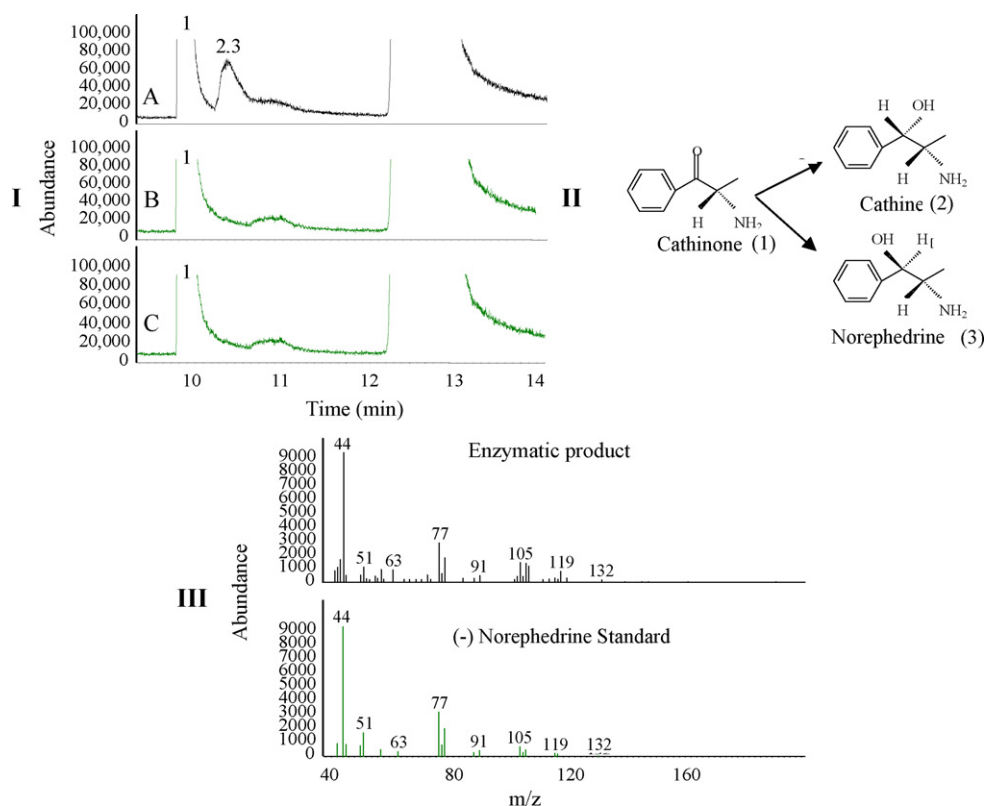 I
Abundance
1
2.3
100,000
80,000
60,000
40,000
20,000
0
A
1
100,000
80,000
60,000
40,000
20,000
0
B
1
100,000
80,000
60,000
40,000
20,000
0
C
10 11 12 13 14
Time (min)
II
O
H
NH2
Cathinone (1)
H OH
H
NH2
Cathine (2)
OH H
H
NH2
Norephedrine (3)
III
Abundance
Enzymatic product
9000
8000
7000
6000
5000
4000
3000
2000
1000
0
44 51 63 77 91 105 119 132
(-) Norephedrine Standard
9000
8000
7000
6000
5000
4000
3000
2000
1000
0
44 51 63 77 91 105 119 132
40 80 120 160
m/z